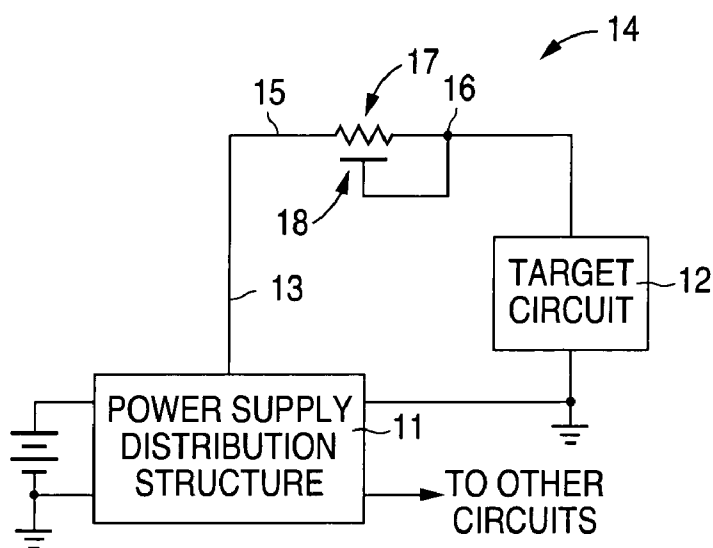 14
17
15
16
18
TARGET
CIRCUIT
12
13
POWER SUPPLY
DISTRIBUTION
STRUCTURE
11
TO OTHER
CIRCUITS